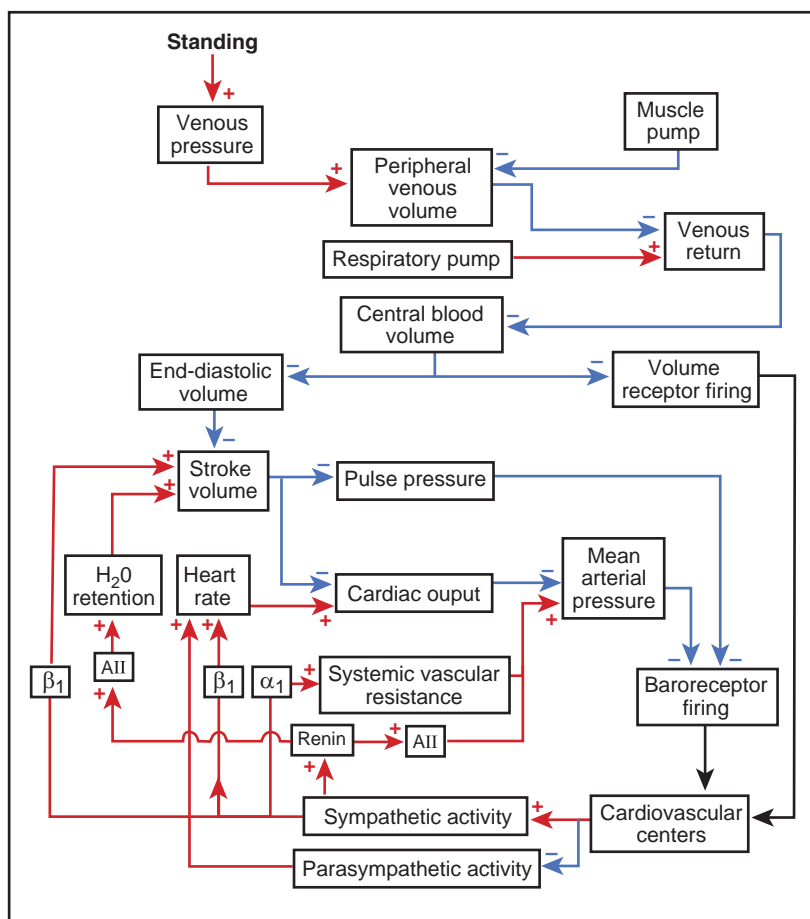 Standing
+
Venous
pressure
Muscle
pump
+
Peripheral
venous
volume
–
–
Venous
return
Respiratory pump
+
Central blood
volume
–
End-diastolic
volume
–
–
Volume
receptor firing
–
+
+
Stroke
volume
–
Pulse pressure
H20
retention
Heart
rate
–
Cardiac ouput
+
–
Mean
arterial
pressure
+
+
+
+
β1
AII
β1
α1
+
Systemic vascular
resistance
–
–
Baroreceptor
firing
+
Renin
+
AII
+
Sympathetic activity
+
Cardiovascular
centers
Parasympathetic activity
–